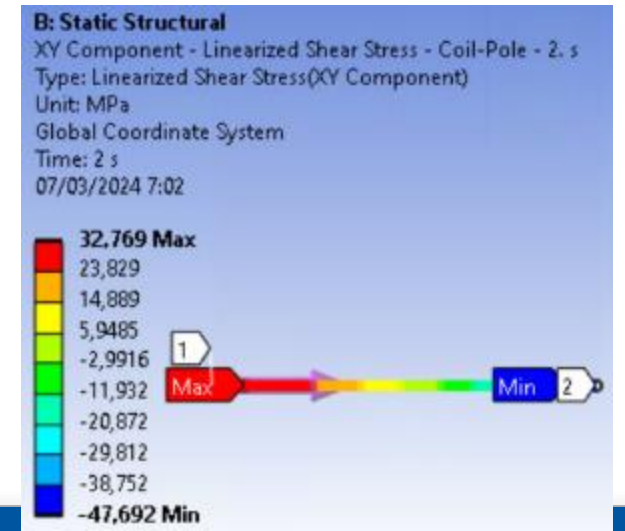 B: Static Structural
XY Component - Linearized Shear Stress - Coil-Pole - 2. s
Type: Linearized Shear Stress(XY Component)
Unit: MPa
Global Coordinate System
Time: 2 s
07/03/2024 7:02
32,769 Max
23,829
14,889
5,9485
-2,9916
-11,932
-20,872
-29,812
-38,752
-47,692 Min
1
Max
Min
2